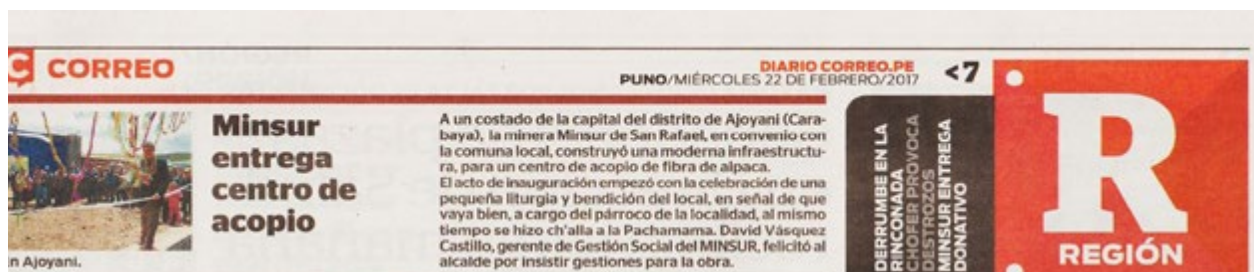 C CORREO
DIARIO CORREO.PE
PUNO/MIÉRCOLES 22 DE FEBRERO/2017
<7
Minsur
entrega
centro de
acopio
n Ajoyani.
A un costado de la capital del distrito de Ajoyani (Cara-
baya), la minera Minsur de San Rafael, en convenio con
la comuna local, construyó una moderna infraestructu-
ra, para un centro de acopio de fibra de alpaca.
El acto de inauguración empezó con la celebración de una
pequeña liturgia y bendición del local, en señal de que
vaya bien, a cargo del párroco de la localidad, al mismo
tiempo se hizo ch'alla a la Pachamama. David Vásquez
Castillo, gerente de Gestión Social del MINSUR, felicitó al
alcalde por insistir gestiones para la obra.
DERRUMBE EN LA
RINCONADA
CHOFER PROVOCA
DESTROZOS
MINSUR ENTREGA
DONATIVO
R
REGIÓN